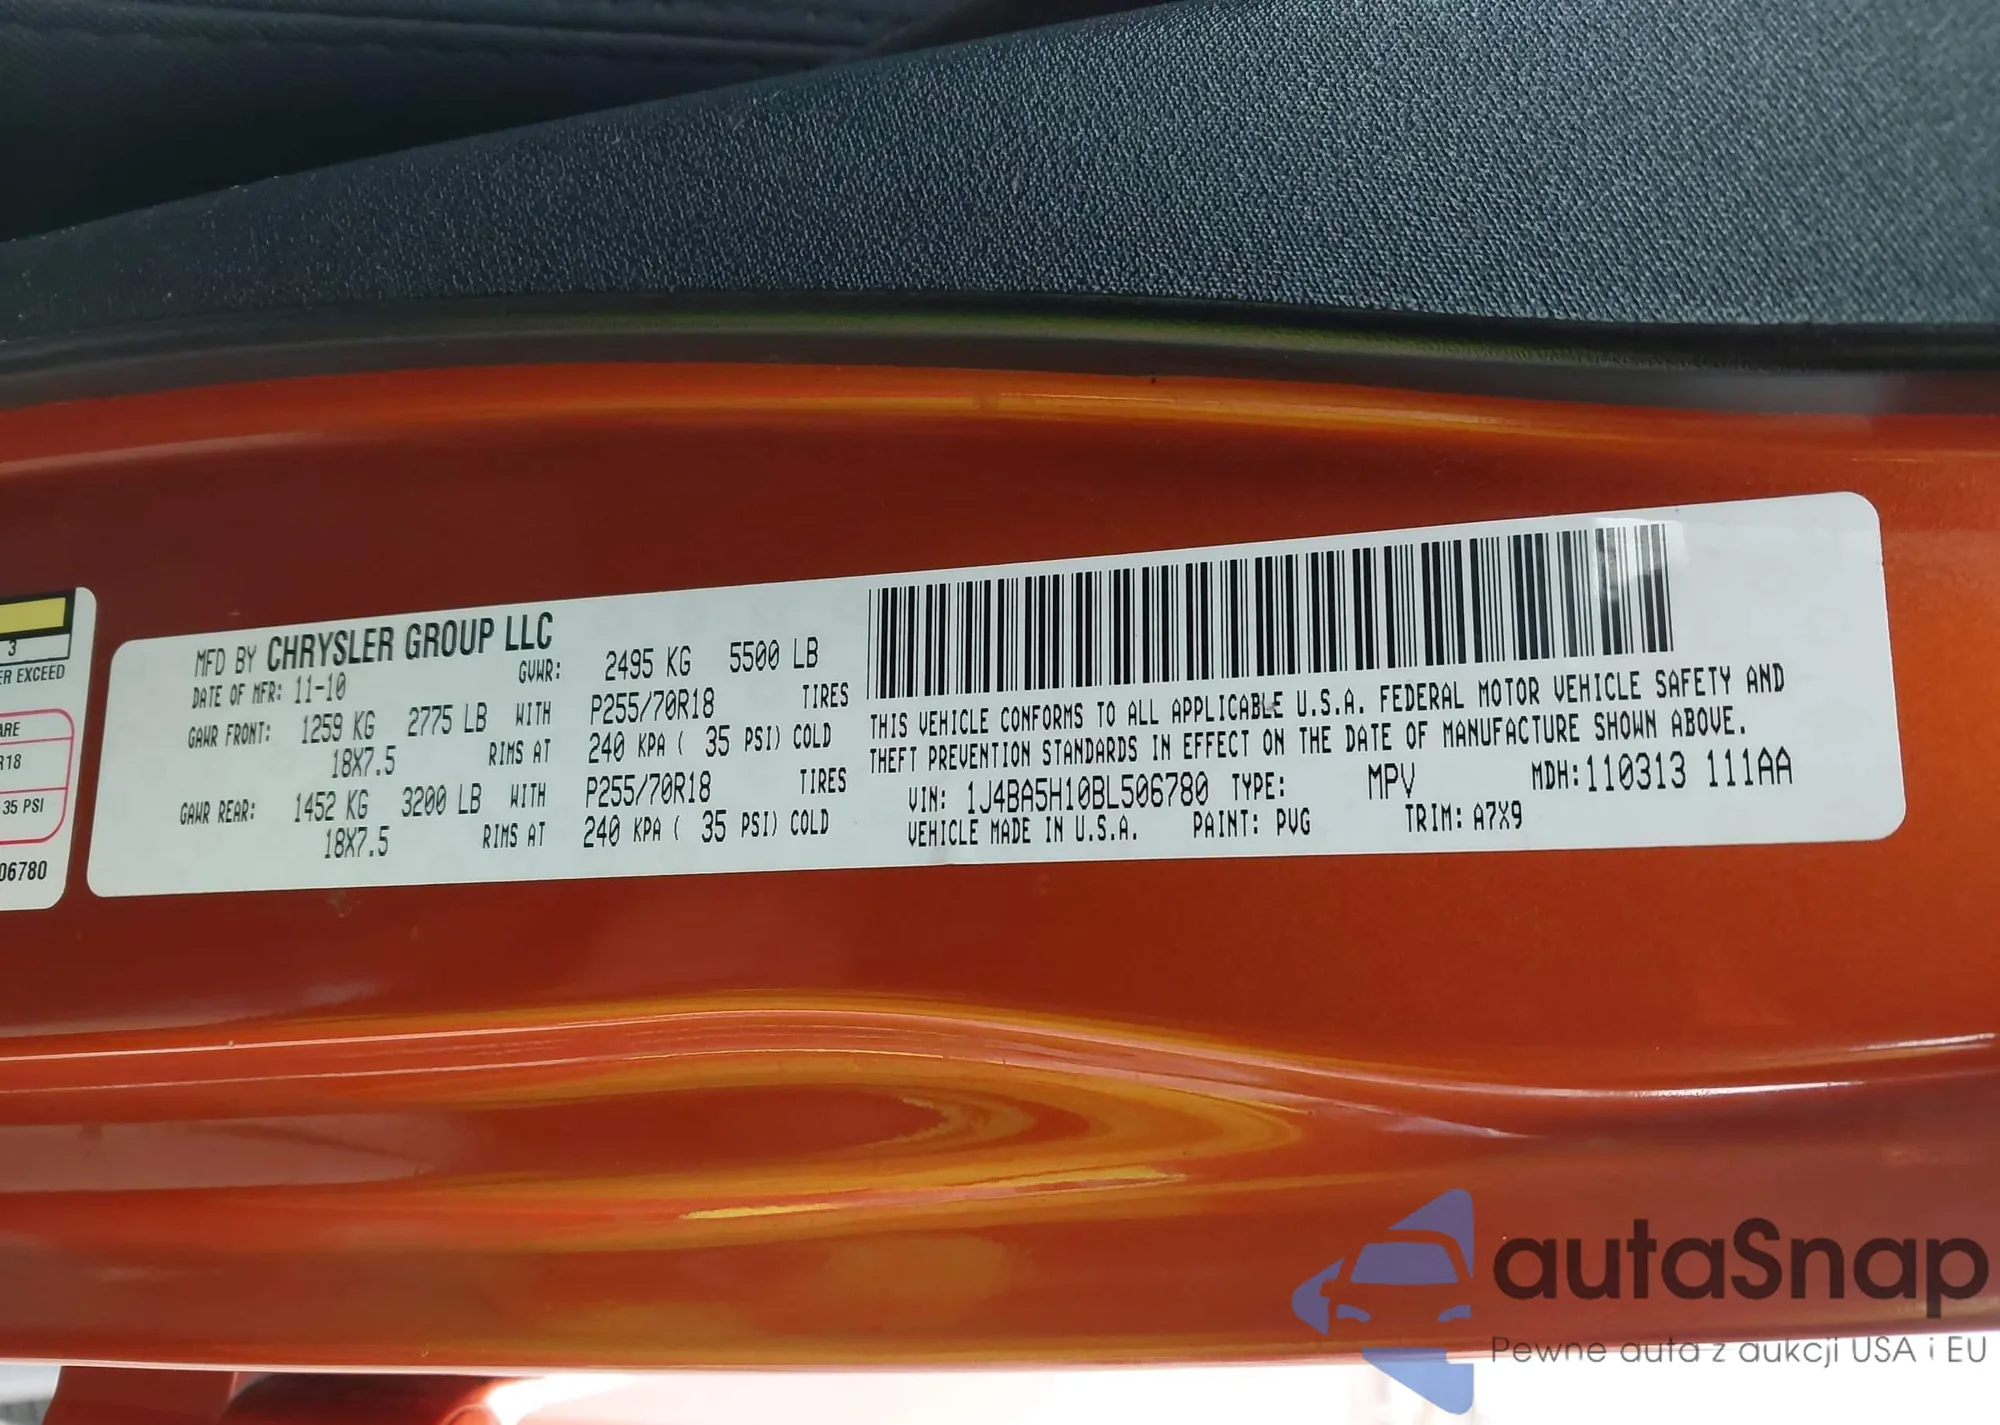 3
ER EXCEED
ARE
R18
35 PSI
06780
MFD BY CHRYSLER GROUP LLC
DATE OF MFR: 11-10 GVWR: 2495 KG 5500 LB
GAWR FRONT: 1259 KG 2775 LB WITH P255/70R18 TIRES
18X7.5 RIMS AT 240 KPA ( 35 PSI) COLD
GAWR REAR: 1452 KG 3200 LB WITH P255/70R18 TIRES
18X7.5 RIMS AT 240 KPA ( 35 PSI) COLD
THIS VEHICLE CONFORMS TO ALL APPLICABLE U.S.A. FEDERAL MOTOR VEHICLE SAFETY AND
THEFT PREVENTION STANDARDS IN EFFECT ON THE DATE OF MANUFACTURE SHOWN ABOVE.
VIN: 1J4BA5H10BL506780 TYPE: MPV MDH: 110313 111AA
VEHICLE MADE IN U.S.A. PAINT: PVG TRIM: A7X9
autaSnap
Pewne auta z aukcji USA i EU